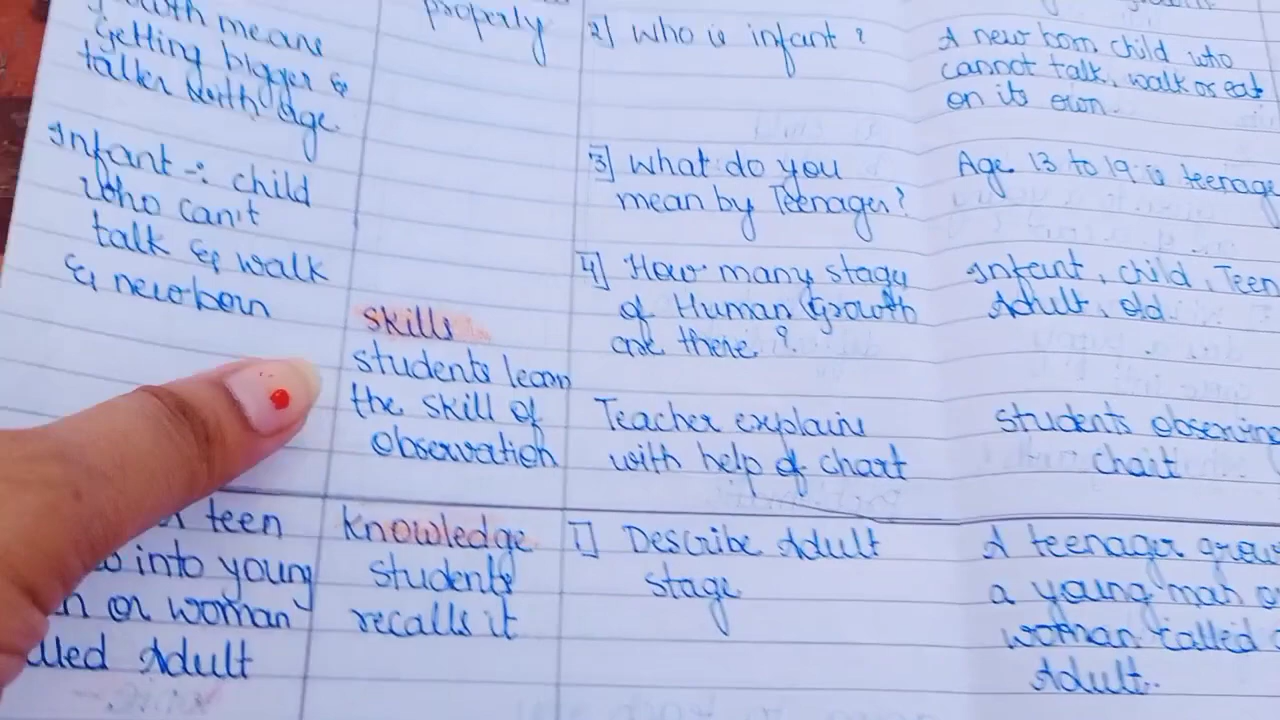 means
getting bigger &
taller with age.
Infant -: child
who can't
talk & walk
& newborn
teen
into young
or woman
Adult
properly
Skills
students learn
the skill of
observation
knowledge
students
recalls it
2] Who is infant ?
3] What do you
mean by Teenager?
4] How many stages
of Human Growth
are there ?
Teacher explains
with help of chart
1] Describe Adult
stage
A new born child who
cannot talk, walk or eat
on its own.
Age 13 to 19 is teenage
Infant, child, Teen
Adult, old.
students observing
chart
A teenager grows
a young man or
woman called
Adult.